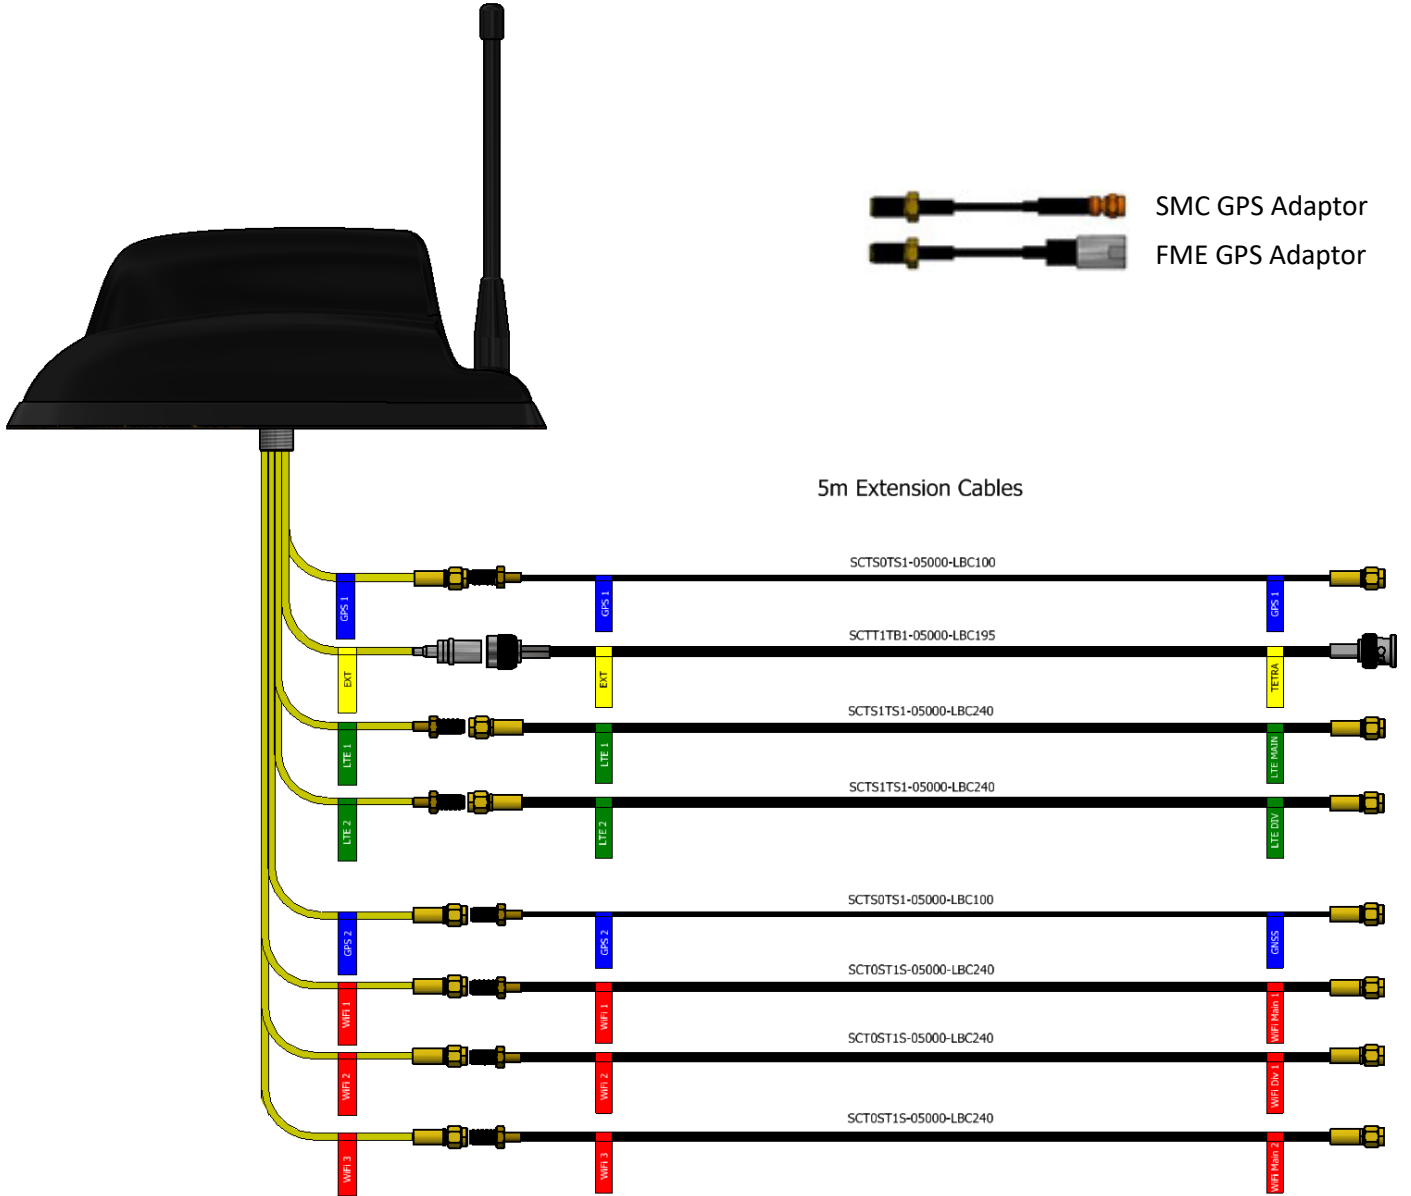 SMC GPS Adaptor
FME GPS Adaptor
5m Extension Cables
SCTS0TS1-05000-LBC100
GPS 1
GPS 1
GPS 1
SCTT1TB1-05000-LBC195
EXT
EXT
TETRA
SCTS1TS1-05000-LBC240
LTE 1
LTE 1
LTE MAIN
SCTS1TS1-05000-LBC240
LTE 2
LTE 2
LTE DIV
SCTS0TS1-05000-LBC100
GPS 2
GPS 2
GNSS
SCT0ST1S-05000-LBC240
WiFi 1
WiFi 1
WiFi Main 1
SCT0ST1S-05000-LBC240
WiFi 2
WiFi 2
WiFi Div 1
SCT0ST1S-05000-LBC240
WiFi 3
WiFi 3
WiFi Main 2